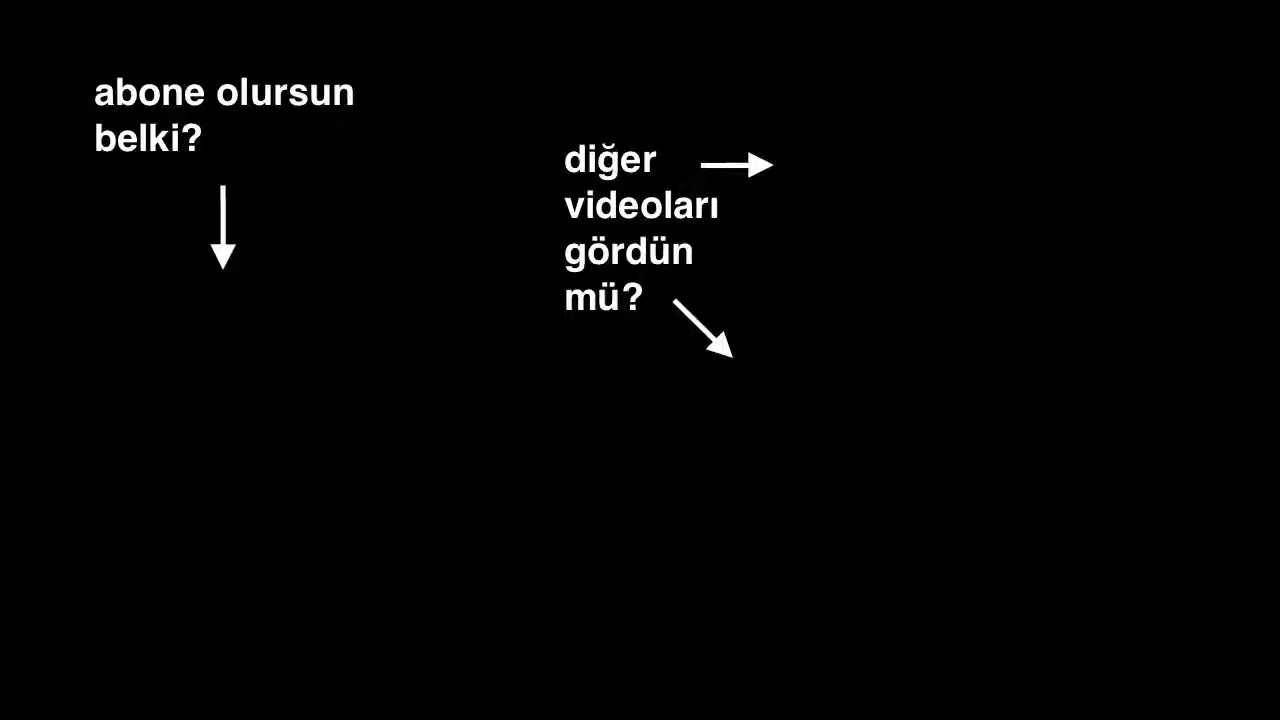 abone olursun
belki?
diğer
videoları
gördün
mü?